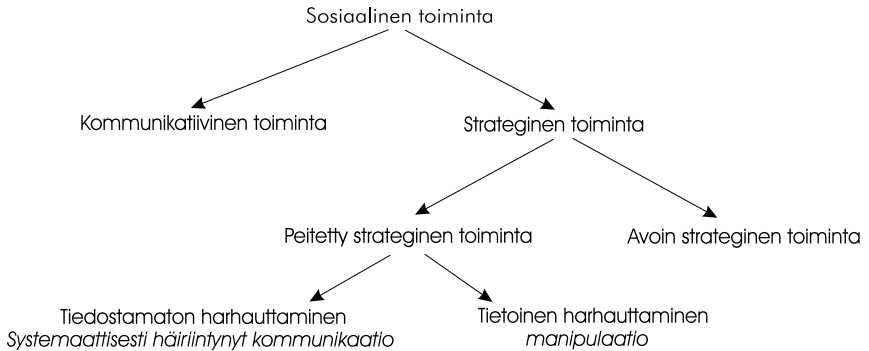 Sosiaalinen toiminta
Kommunikatiivinen toiminta
Strateginen toiminta
Peitetty strateginen toiminta
Avoin strateginen toiminta
Tiedostamaton harhauttaminen
Systemaattisesti häiriintynyt kommunikaatio
Tietoinen harhauttaminen
manipulaatio